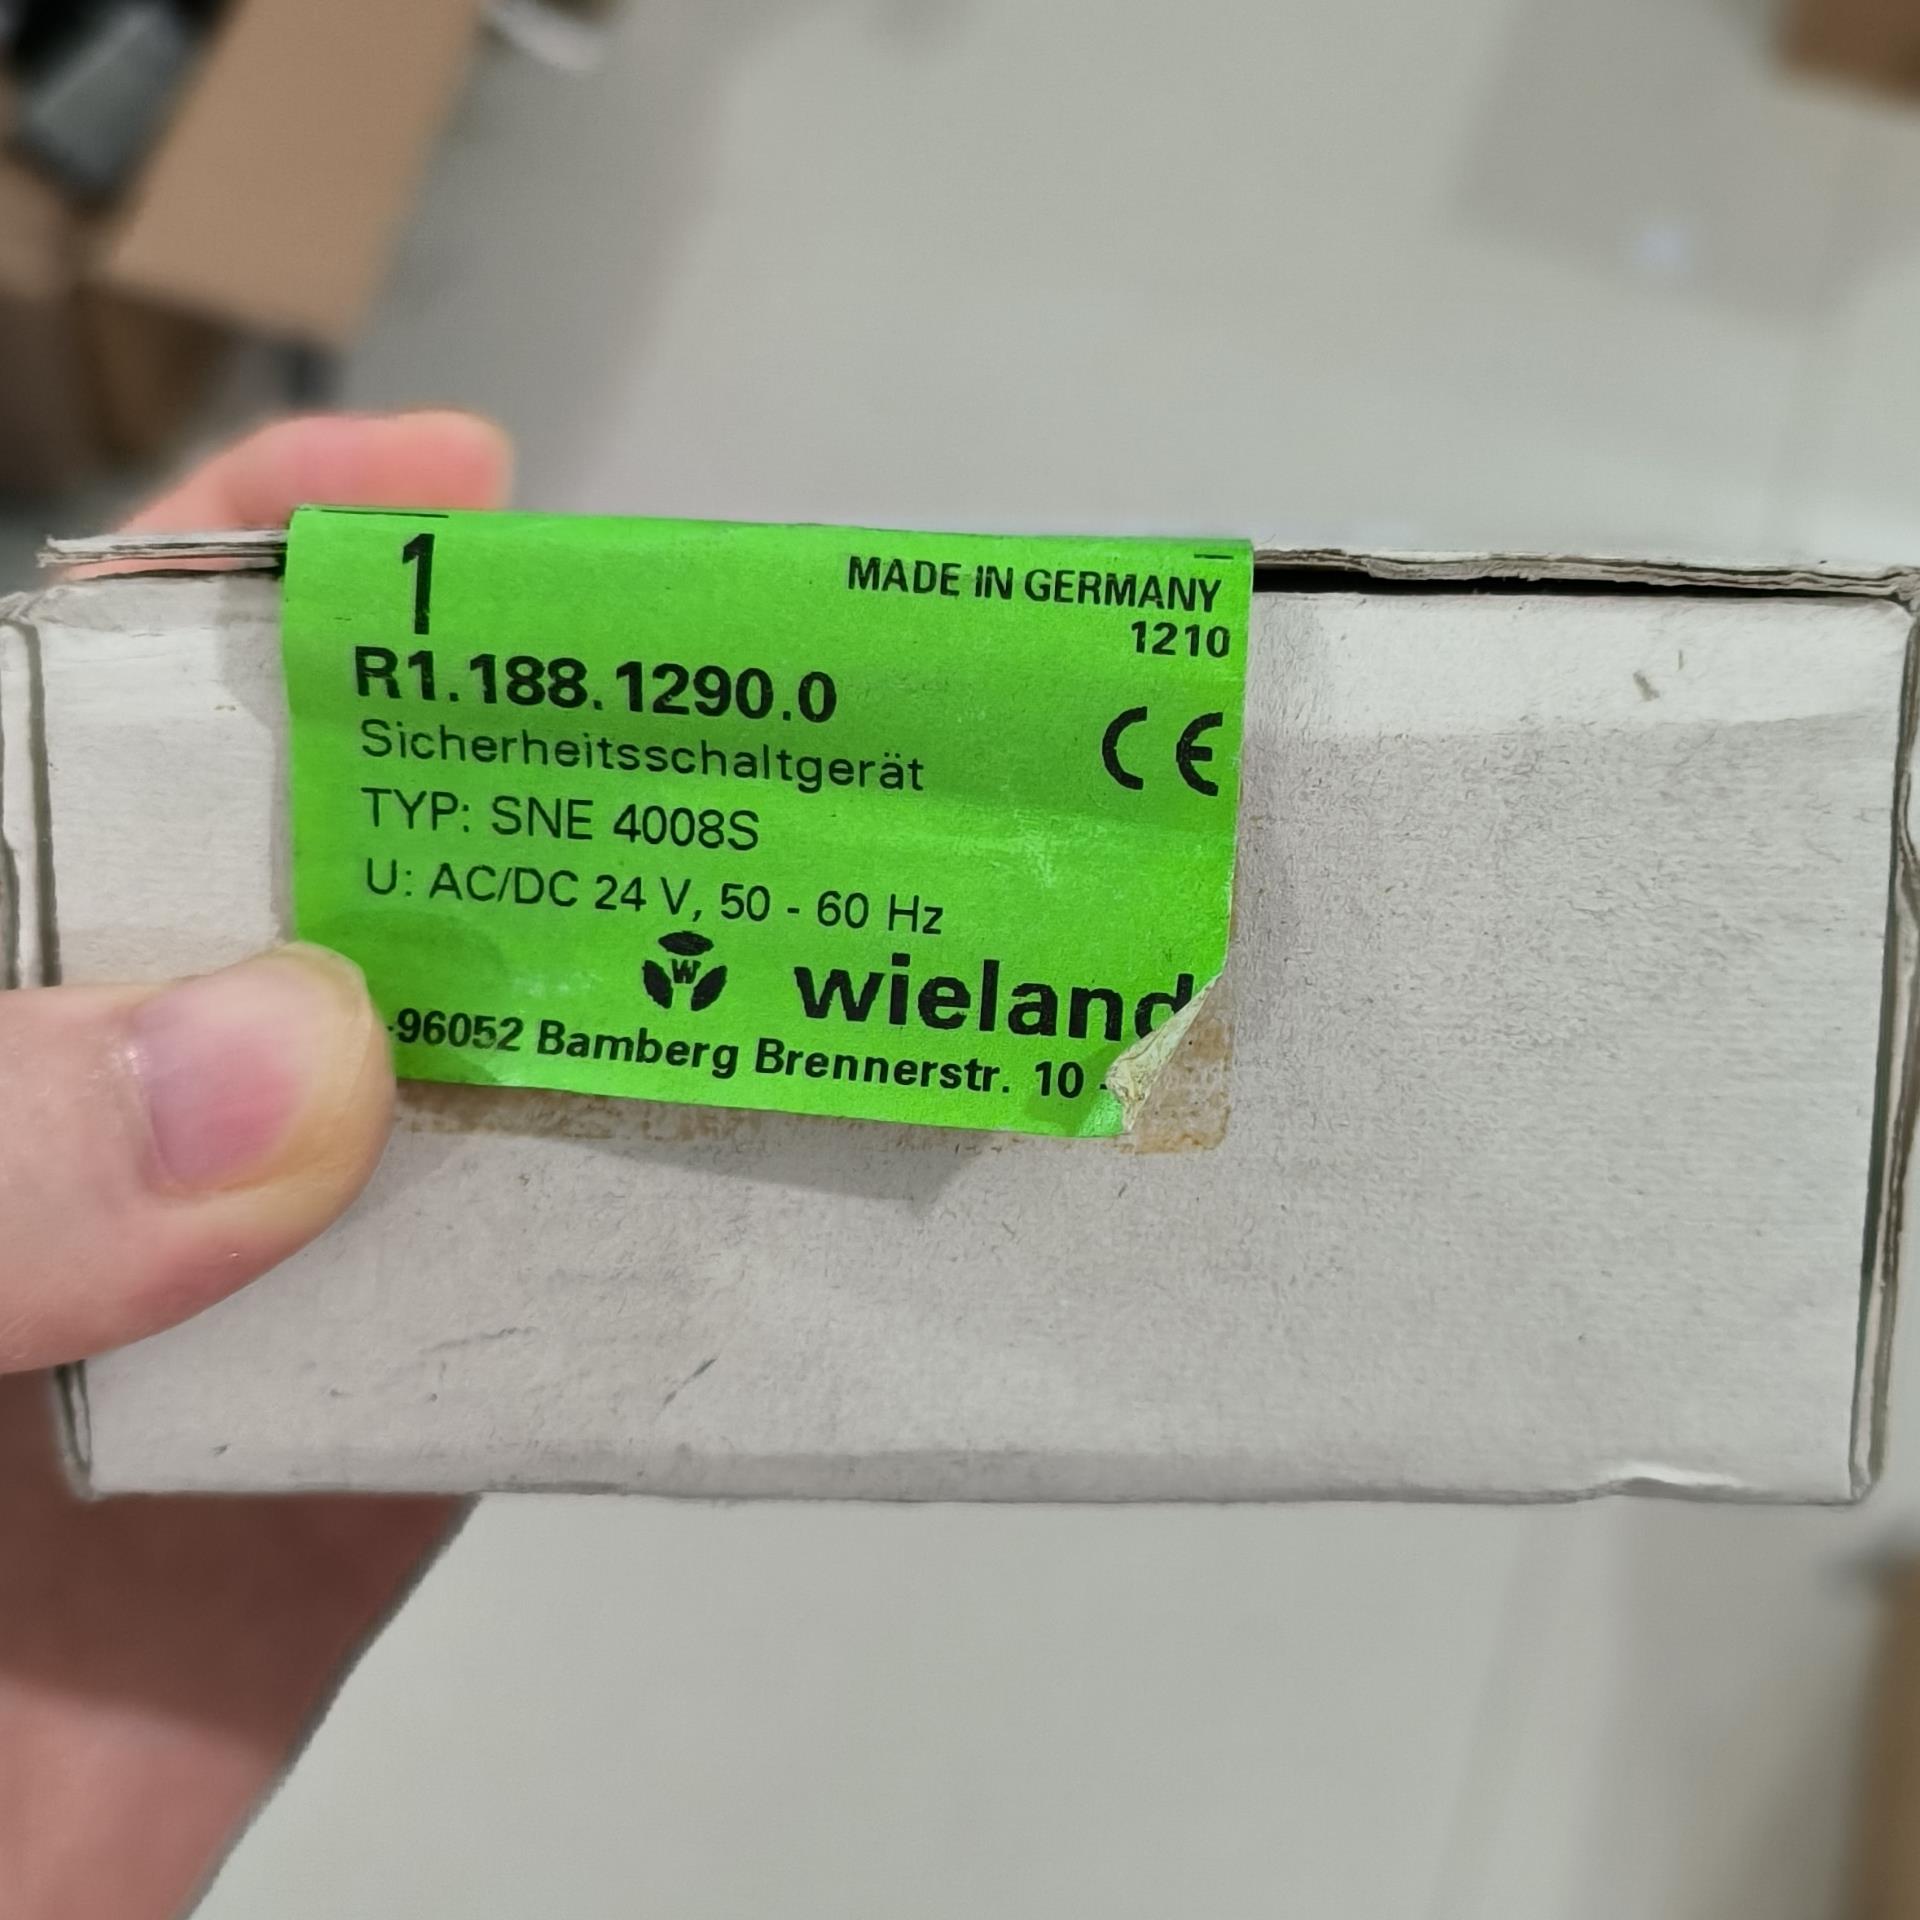 1
MADE IN GERMANY
1210
R1.188.1290.0
Sicherheitsschaltgerät
CE
TYP: SNE 4008S
U: AC/DC 24 V, 50 - 60 Hz
W wieland
-96052 Bamberg Brennerstr. 10 -